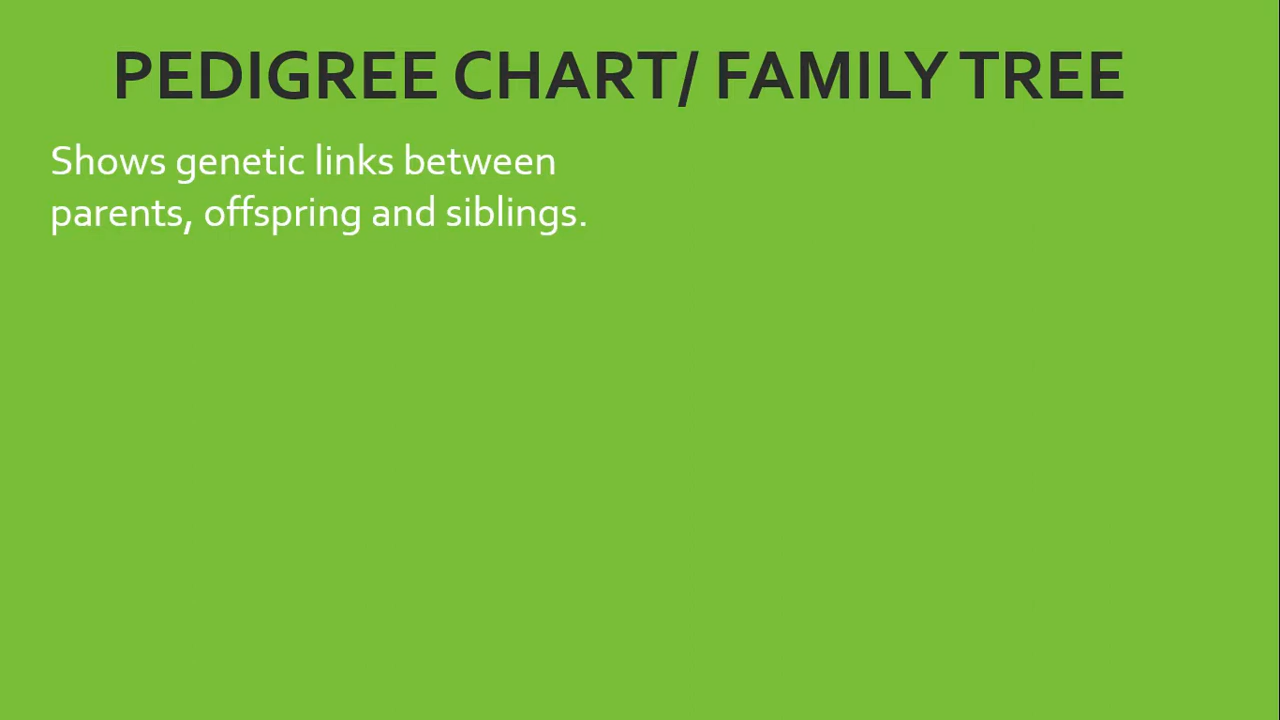 PEDIGREE CHART/ FAMILY TREE
Shows genetic links between
parents, offspring and siblings.